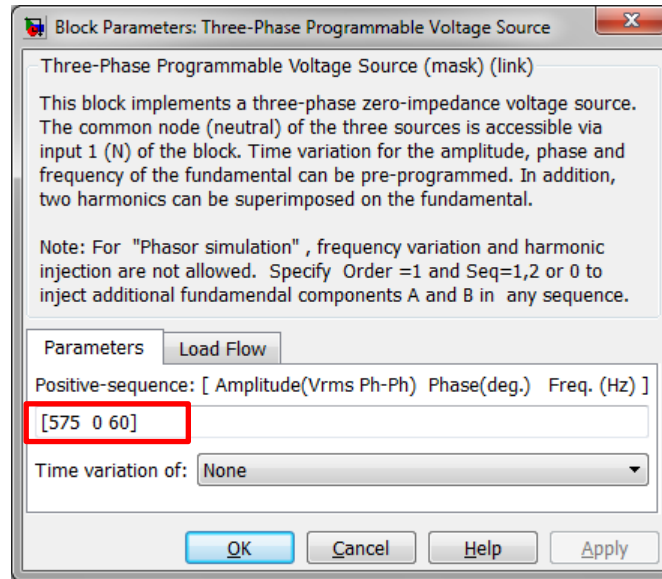 Block Parameters: Three-Phase Programmable Voltage Source
Three-Phase Programmable Voltage Source (mask) (link)
This block implements a three-phase zero-impedance voltage source.
The common node (neutral) of the three sources is accessible via
input 1 (N) of the block. Time variation for the amplitude, phase and
frequency of the fundamental can be pre-programmed. In addition,
two harmonics can be superimposed on the fundamental.
Note: For "Phasor simulation" , frequency variation and harmonic
injection are not allowed. Specify Order =1 and Seq=1,2 or 0 to
inject additional fundamendal components A and B in any sequence.
Parameters Load Flow
Positive-sequence: [ Amplitude(Vrms Ph-Ph) Phase(deg.) Freq. (Hz) ]
[575 0 60]
Time variation of: None
OK Cancel Help Apply